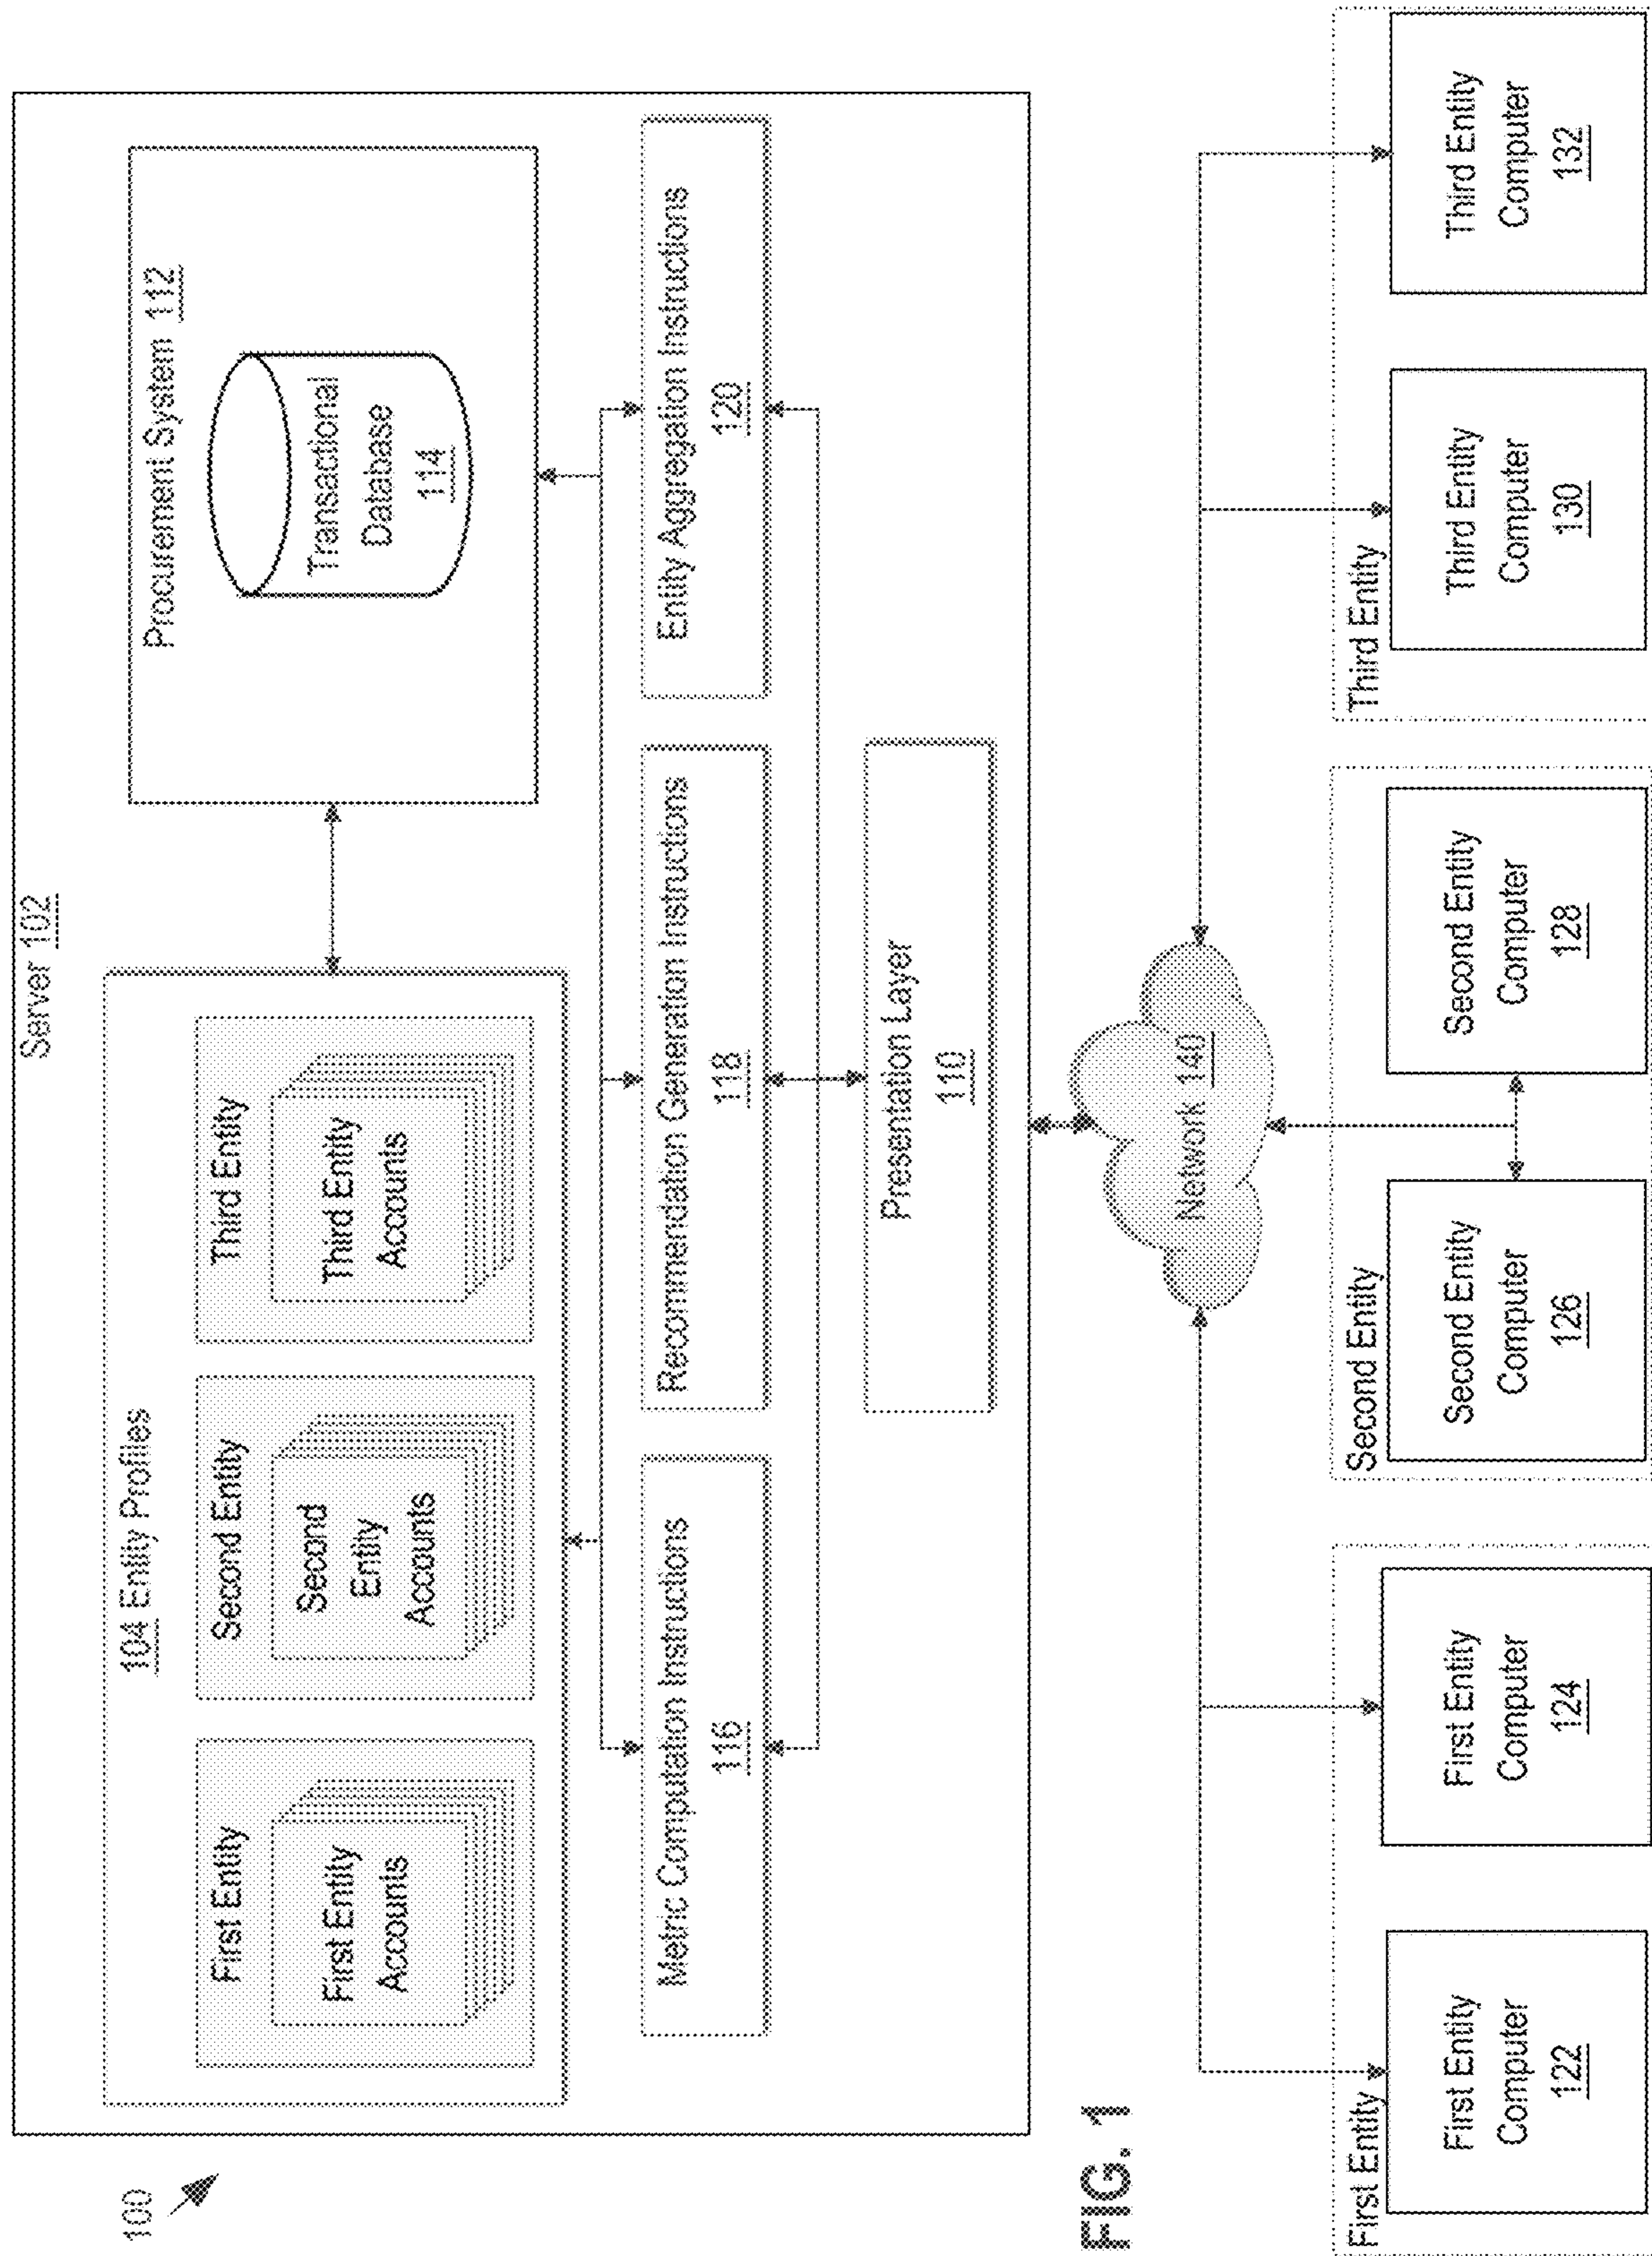 100
Server 102
104 Entity Profiles
First Entity
First Entity
Accounts
Second Entity
Second
Entity
Accounts
Third Entity
Third Entity
Accounts
Procurement System 112
Transactional
Database
114
Metric Computation Instructions
116
Recommendation Generation Instructions
118
Entity Aggregation Instructions
120
Presentation Layer
110
FIG. 1
Network 140
First Entity
First Entity
Computer
122
First Entity
Computer
124
Second Entity
Second Entity
Computer
126
Second Entity
Computer
128
Third Entity
Third Entity
Computer
130
Third Entity
Computer
132